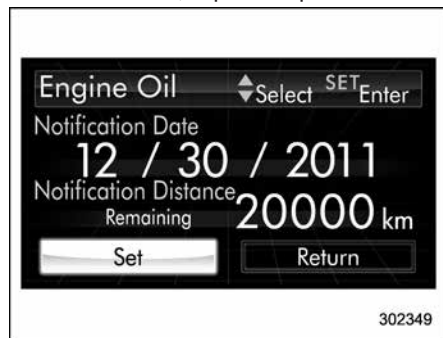 Engine Oil Select SET Enter
Notification Date
12 / 30 / 2011
Notification Distance
Remaining 20000 km
Set Return
302349